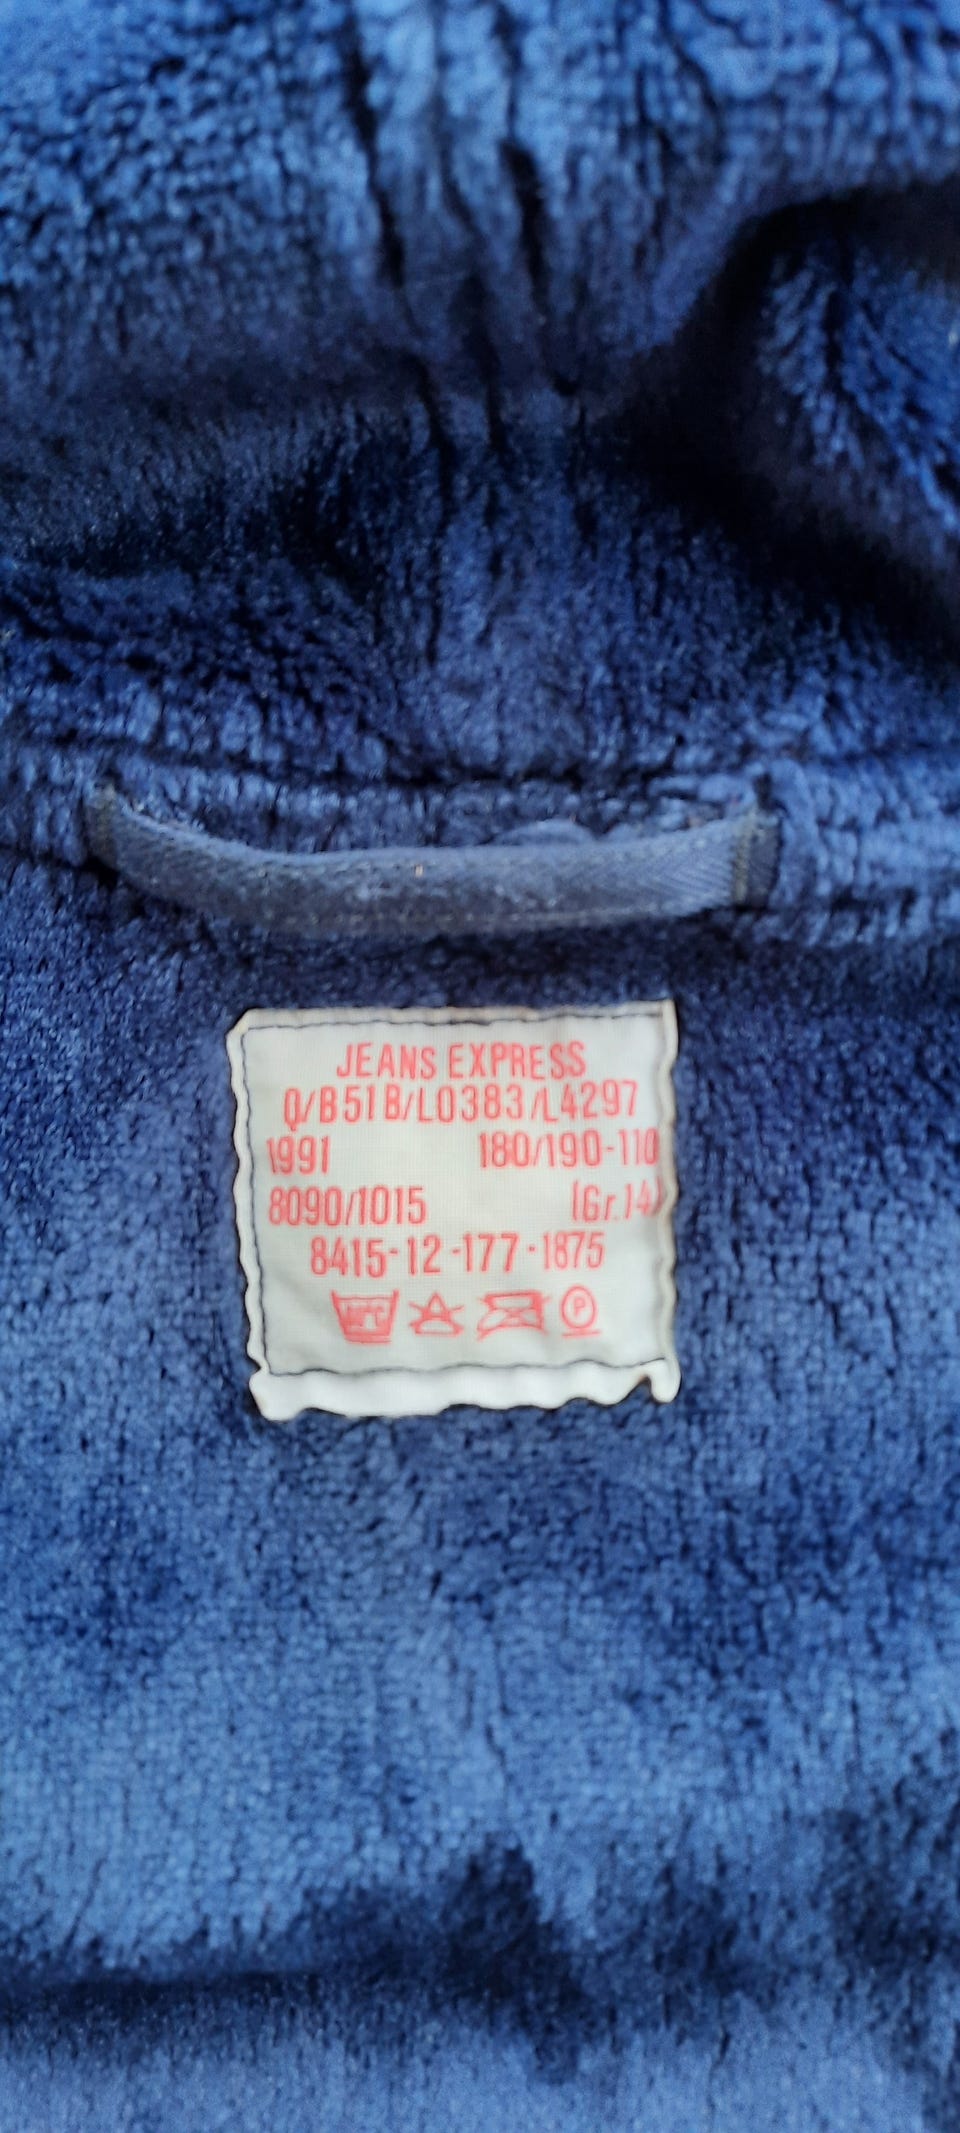 JEANS EXPRESS
Q/B51B/L0383/L4297
1991 180/190-110
8090/1015 (Gr.14)
8415-12-177-1875
P